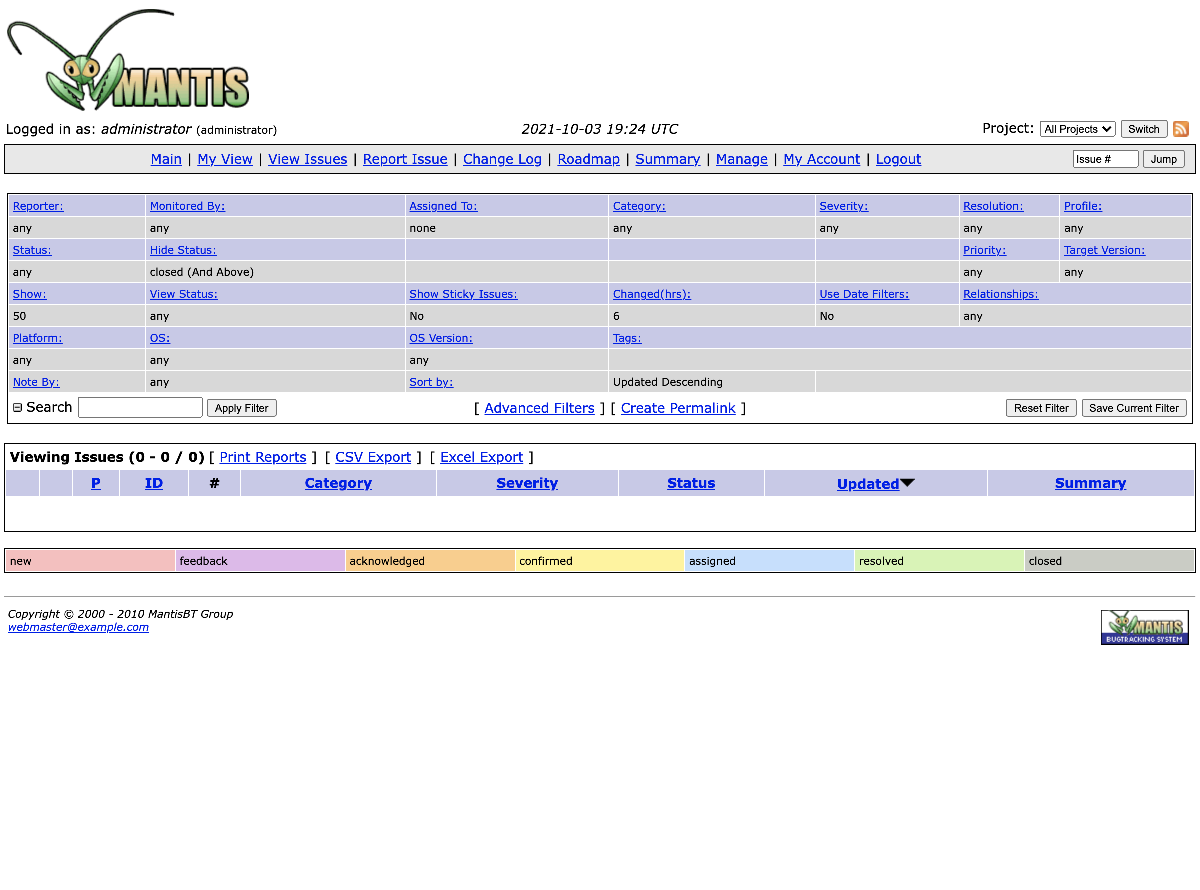 MANTIS
Logged in as: administrator (administrator) 2021-10-03 19:24 UTC Project: All Projects Switch
Main | My View | View Issues | Report Issue | Change Log | Roadmap | Summary | Manage | My Account | Logout Issue # Jump
Reporter: Monitored By: Assigned To: Category: Severity: Resolution: Profile:
any any none any any any any
Status: Hide Status: Priority: Target Version:
any closed (And Above) any any
Show: View Status: Show Sticky Issues: Changed(hrs): Use Date Filters: Relationships:
50 any No 6 No any
Platform: OS: OS Version: Tags:
any any any
Note By: any Sort by: Updated Descending
Search Apply Filter [ Advanced Filters ] [ Create Permalink ] Reset Filter Save Current Filter
Viewing Issues (0 - 0 / 0) [ Print Reports ] [ CSV Export ] [ Excel Export ]
P ID # Category Severity Status Updated Summary
new feedback acknowledged confirmed assigned resolved closed
Copyright © 2000 - 2010 MantisBT Group
webmaster@example.com
MANTIS
BUGTRACKING SYSTEM